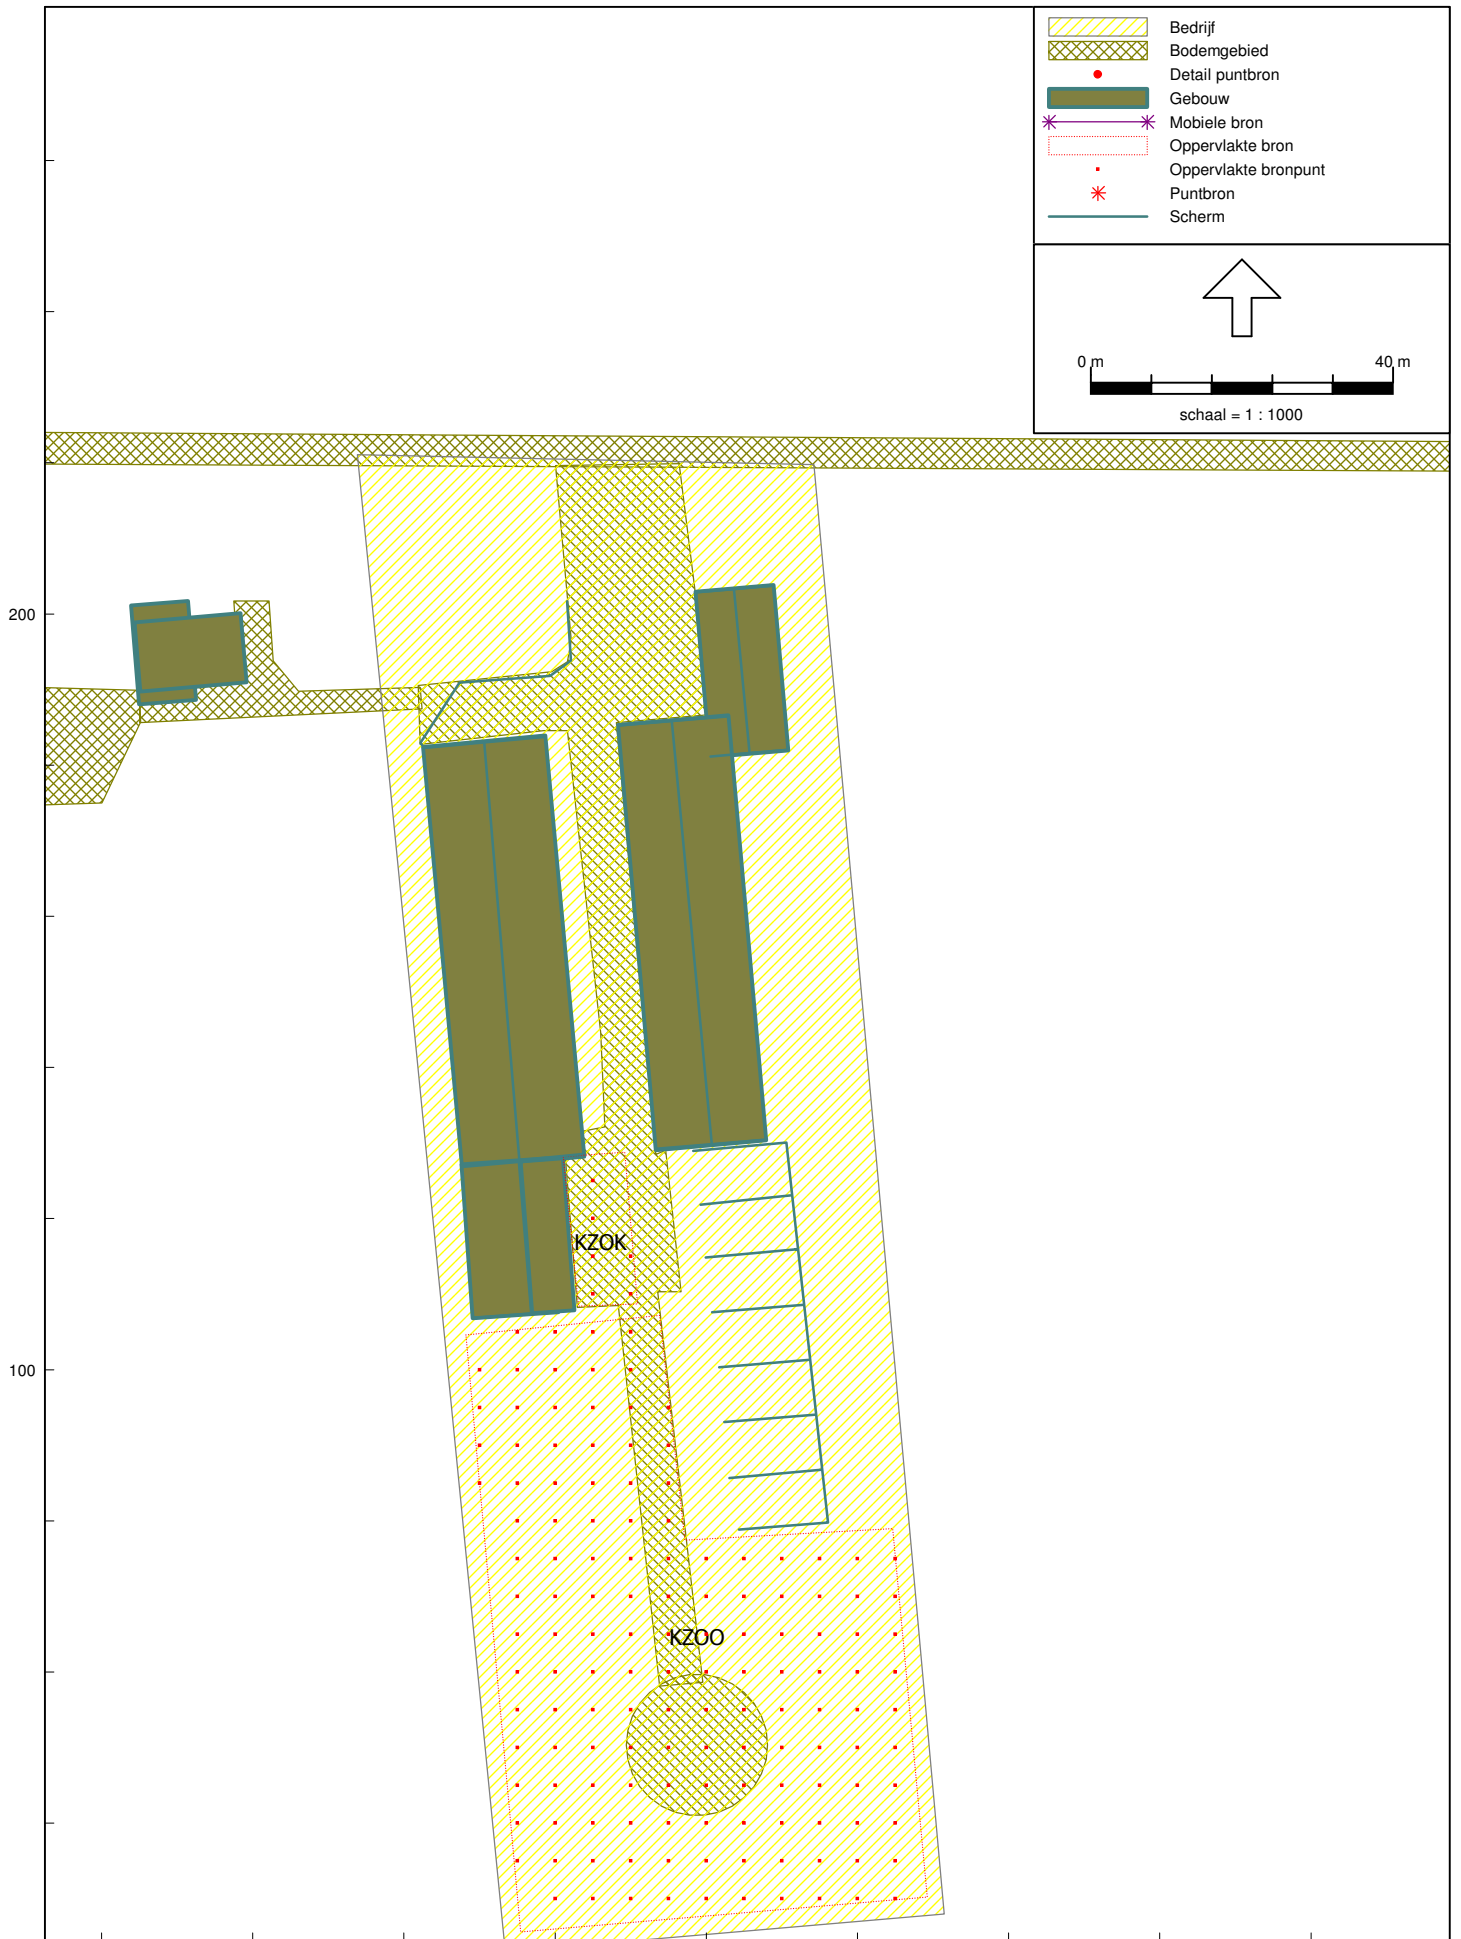 Bedrijf
Bodemgebied
Detail puntbron
Gebouw
Mobiele bron
Oppervlakte bron
Oppervlakte bronpunt
Puntbron
Scherm
0 m 40 m
schaal = 1 : 1000
200
KZOK
100
KZOO